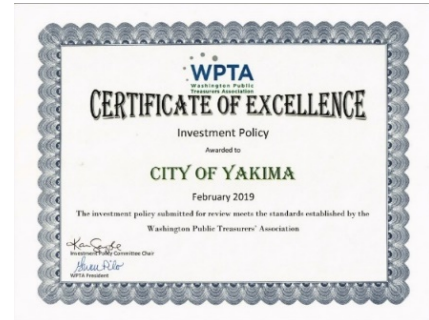 WPTA
Washington Public
Treasurers Association
CERTIFICATE OF EXCELLENCE
Investment Policy
Awarded to
CITY OF YAKIMA
February 2019
The investment policy submitted for review meets the standards established by the
Washington Public Treasurers' Association
Investment Policy Committee Chair
WPTA President